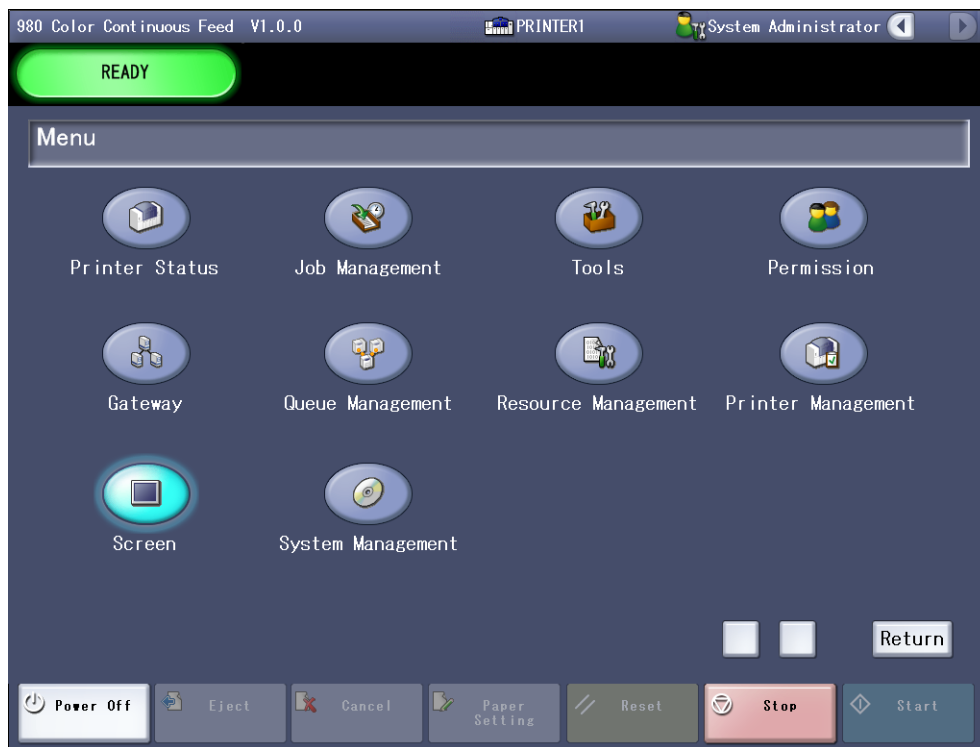 980 Color Continuous Feed V1.0.0 PRINTER1 System Administrator
READY
Menu
Printer Status Job Management Tools Permission
Gateway Queue Management Resource Management Printer Management
Screen System Management
Return
Power Off Eject Cancel Paper Setting Reset Stop Start